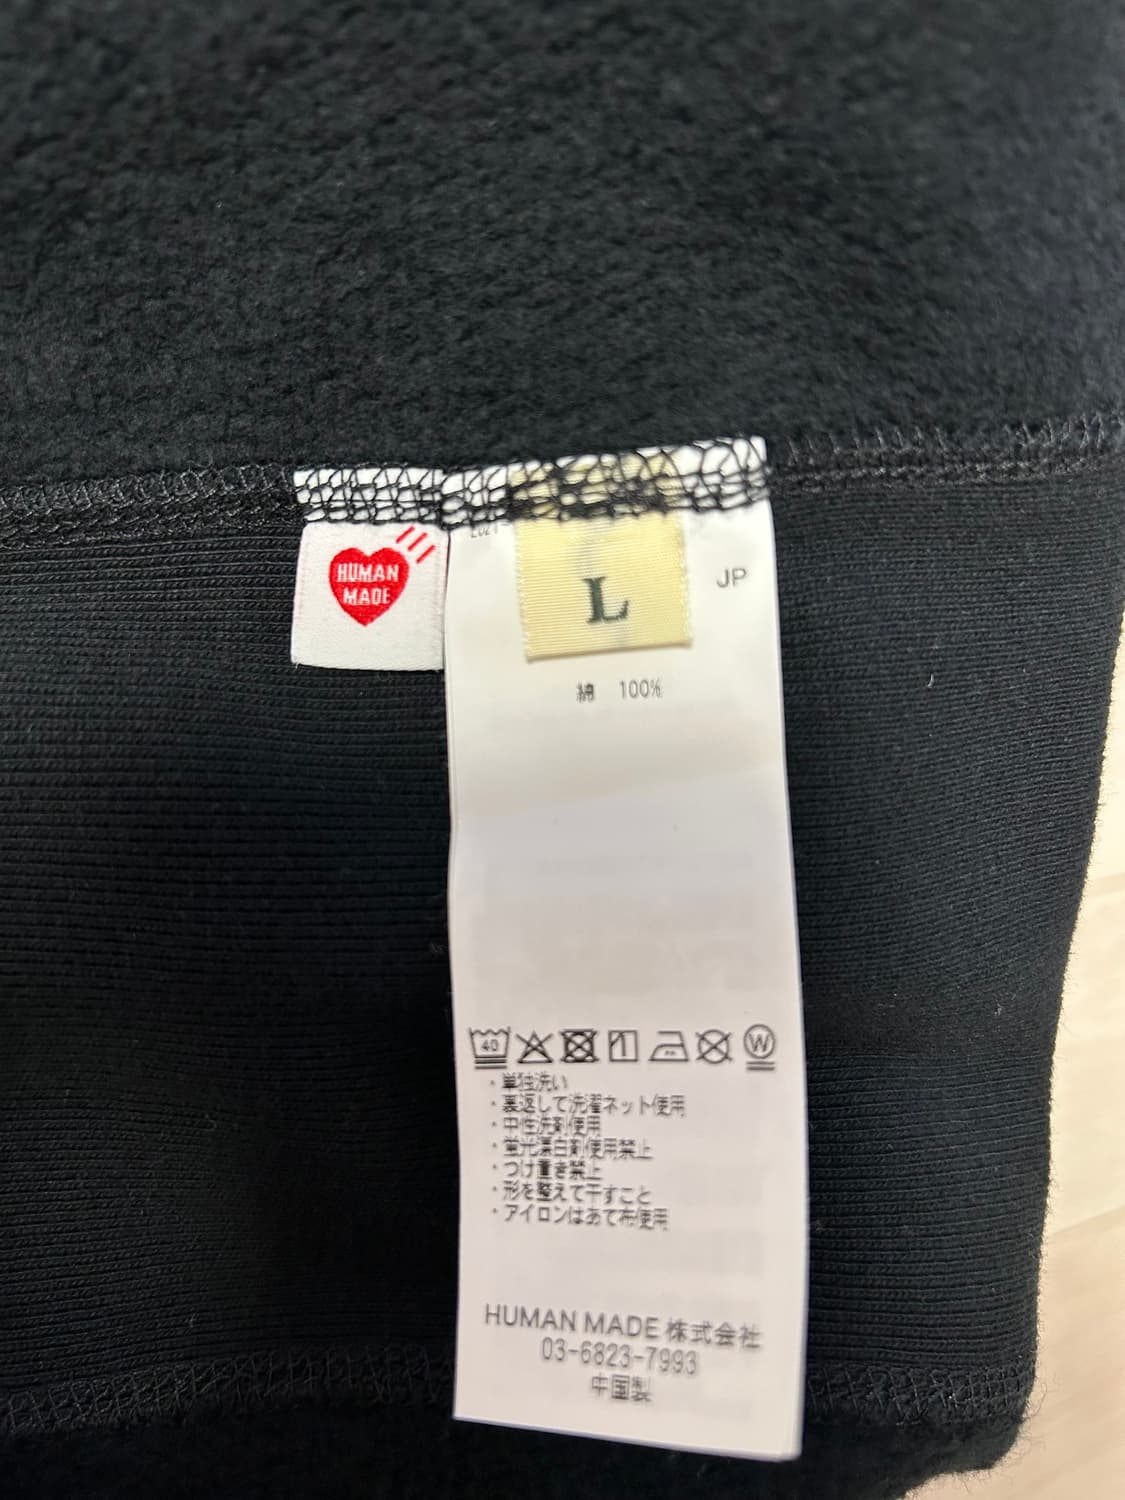 HUMAN
MADE
L
JP
綿 100%
40
W
・単独洗い
・裏返して洗濯ネット使用
・中性洗剤使用
・蛍光漂白剤使用禁止
・つけ置き禁止
・形を整えて干すこと
・アイロンはあて布使用
HUMAN MADE 株式会社
03-6823-7993
中国製